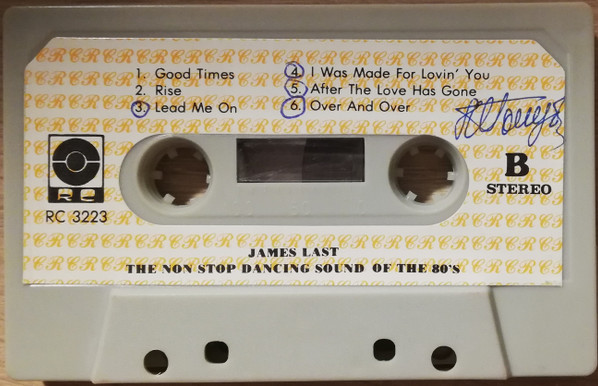 1. Good Times
2. Rise
3. Lead Me On
4. I Was Made For Lovin' You
5. After The Love Has Gone
6. Over And Over
RC
RC 3223
B
STEREO
JAMES LAST
THE NON STOP DANCING SOUND OF THE 80'S